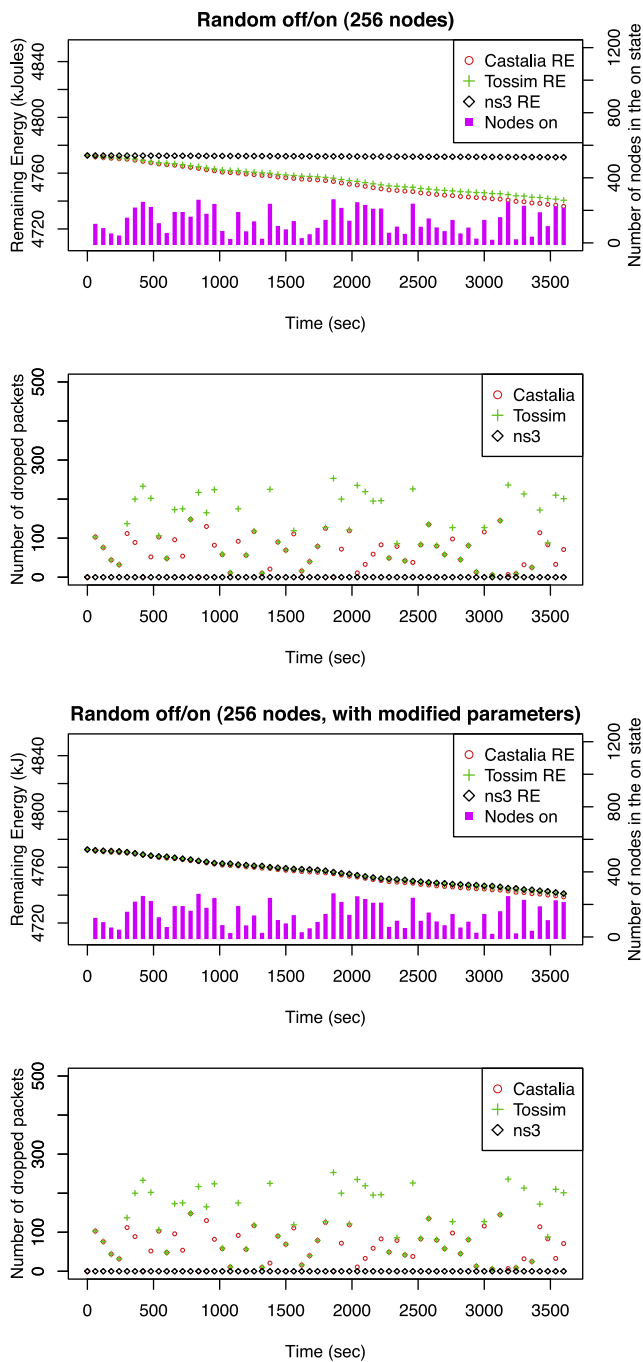 Random off/on (256 nodes)
Remaining Energy (kJoules)
4720 4760 4800 4840
Castalia RE
Tossim RE
ns3 RE
Nodes on
0 200 400 600 800 1000 1200
Number of nodes in the on state
0 500 1000 1500 2000 2500 3000 3500
Time (sec)
Number of dropped packets
0 100 300 500
Castalia
Tossim
ns3
0 500 1000 1500 2000 2500 3000 3500
Time (sec)
Random off/on (256 nodes, with modified parameters)
Remaining Energy (kJ)
4720 4760 4800 4840
Castalia RE
Tossim RE
ns3 RE
Nodes on
0 200 400 600 800 1000 1200
Number of nodes in the on state
0 500 1000 1500 2000 2500 3000 3500
Time (sec)
Number of dropped packets
0 100 300 500
Castalia
Tossim
ns3
0 500 1000 1500 2000 2500 3000 3500
Time (sec)